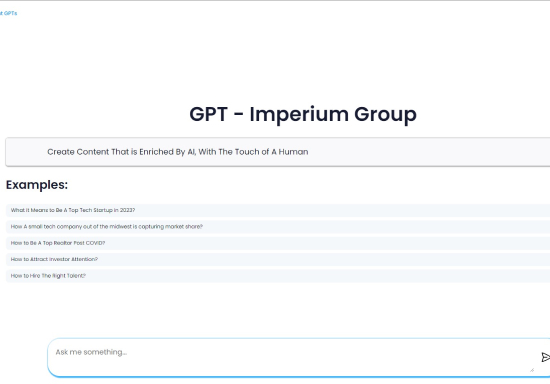 GPTs
GPT - Imperium Group
Create Content That is Enriched By AI, With The Touch of A Human
Examples:
What it Means to Be A Top Tech Startup in 2023?
How A small tech company out of the midwest is capturing market share?
How to Be A Top Realtor Post COVID?
How to Attract Investor Attention?
How to Hire The Right Talent?
Ask me something...